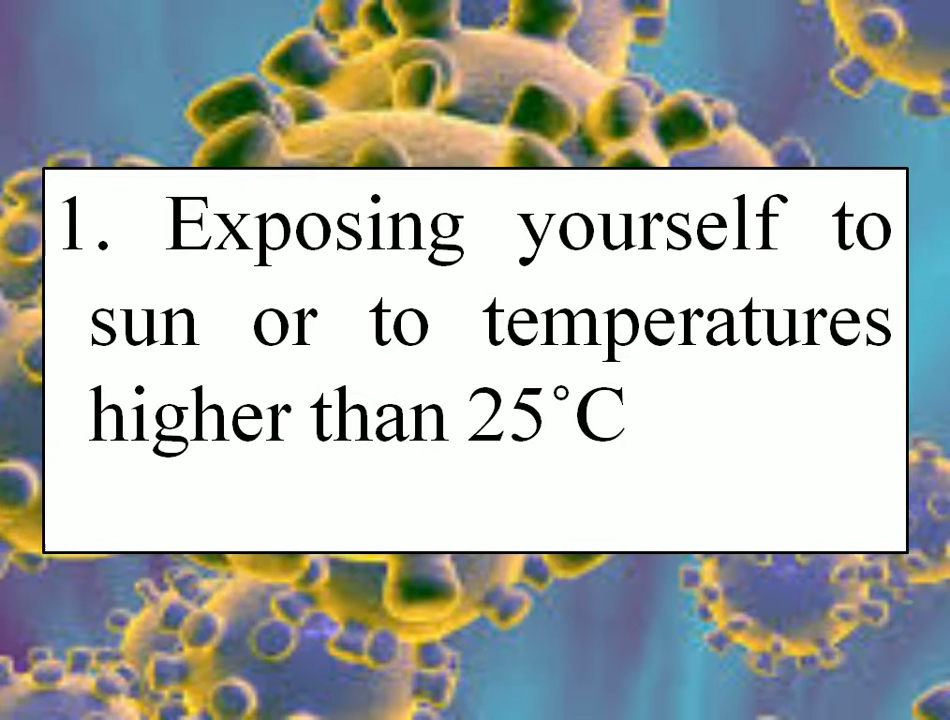 1. Exposing yourself to
sun or to temperatures
higher than 25˚C